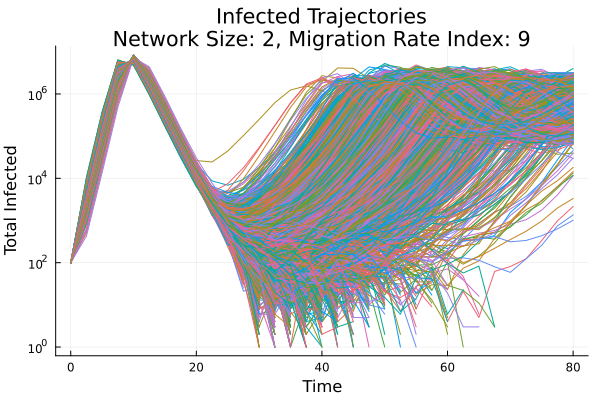 Infected Trajectories
Network Size: 2, Migration Rate Index: 9
Total Infected
10^6
10^4
10^2
10^0
0 20 40 60 80
Time